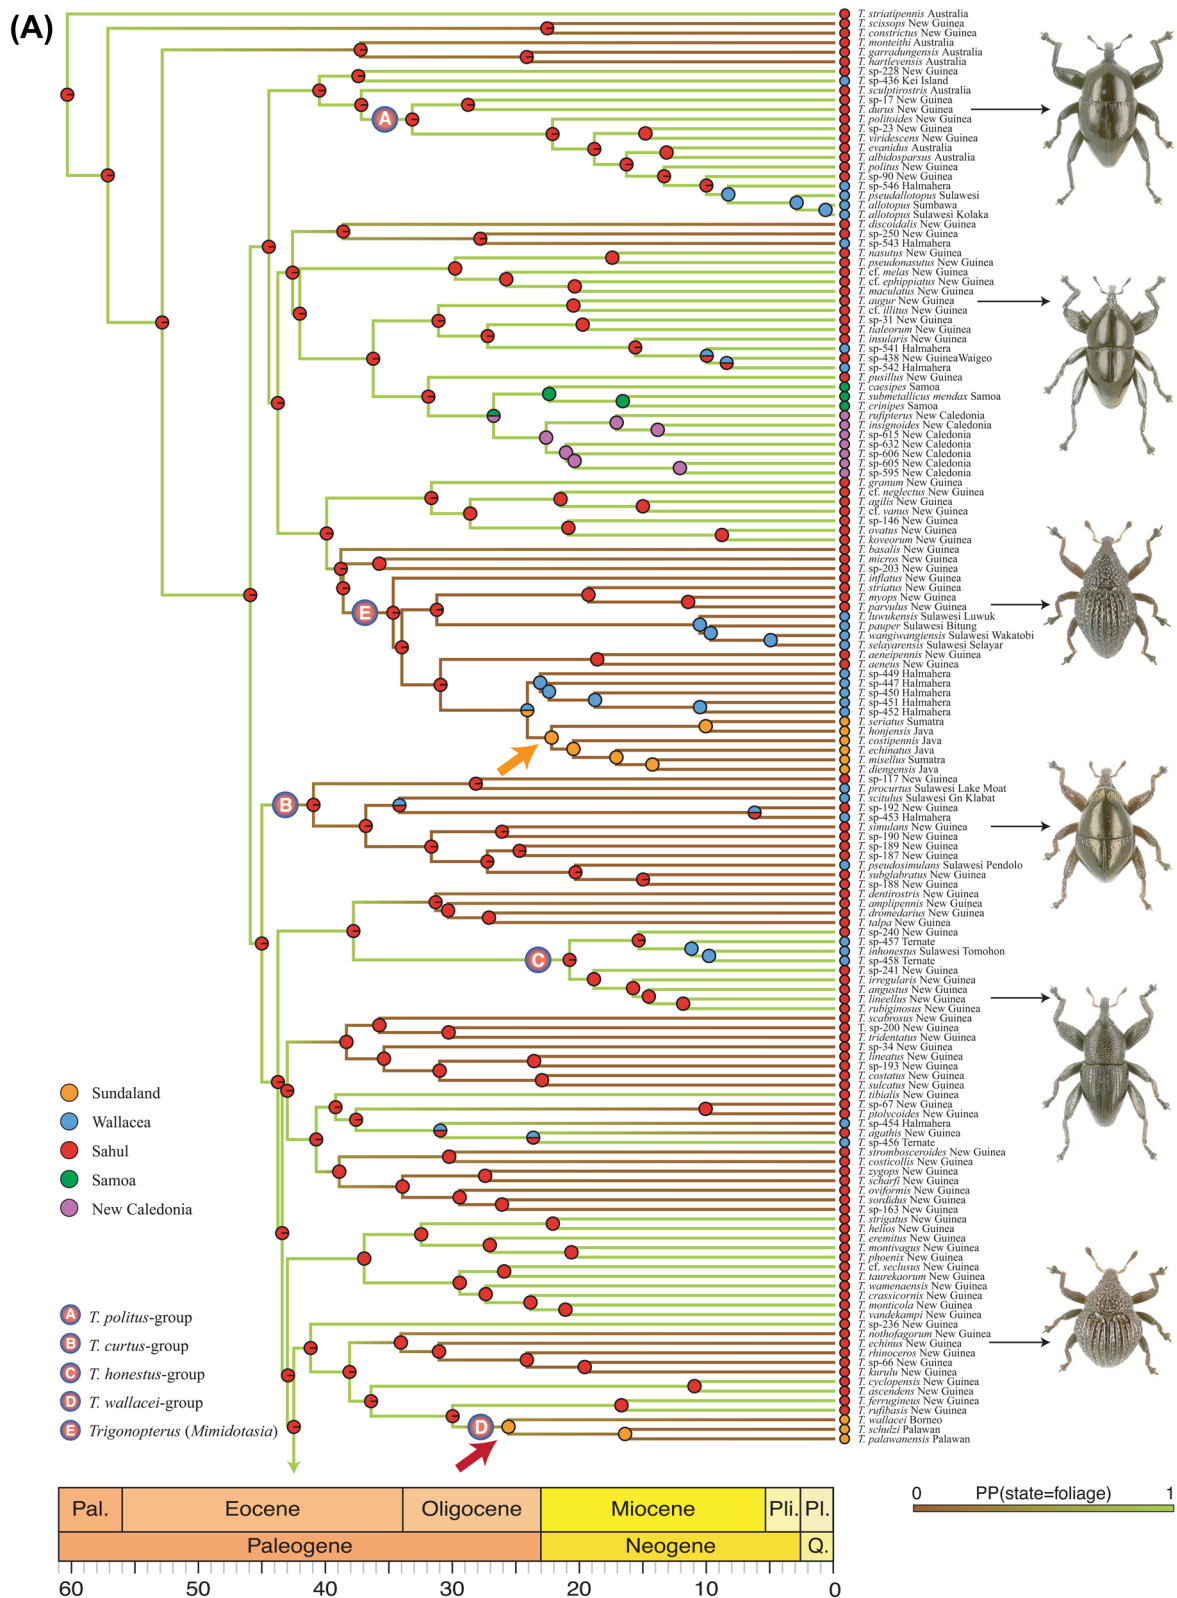 (A)
T. striatipennis Australia
T. scissops New Guinea
T. constrictus New Guinea
T. monteithi Australia
T. garradungensis Australia
T. hartleyensis Australia
T. sp-228 New Guinea
T. sp-436 Kei Island
T. sculptirostris Australia
T. sp-17 New Guinea
T. durus New Guinea
T. politoides New Guinea
T. sp-23 New Guinea
T. viridescens New Guinea
T. evanidus Australia
T. albidosparsus Australia
T. politus New Guinea
T. sp-90 New Guinea
T. sp-546 Halmahera
T. pseudallotopus Sulawesi
T. allotopus Sumbawa
T. allotopus Sulawesi Kolaka
T. discoidalis New Guinea
T. sp-250 New Guinea
T. sp-543 Halmahera
T. nasutus New Guinea
T. pseudonasutus New Guinea
T. cf. melas New Guinea
T. cf. ephippiatus New Guinea
T. maculatus New Guinea
T. augur New Guinea
T. cf. illitus New Guinea
T. sp-31 New Guinea
T. tialeorum New Guinea
T. insularis New Guinea
T. sp-541 Halmahera
T. sp-438 New GuineaWaigeo
T. sp-542 Halmahera
T. pusillus New Guinea
T. caesipes Samoa
T. submetallicus mendax Samoa
T. crinipes Samoa
T. rufipterus New Caledonia
T. insignoides New Caledonia
T. sp-615 New Caledonia
T. sp-632 New Caledonia
T. sp-606 New Caledonia
T. sp-605 New Caledonia
T. sp-595 New Caledonia
T. granum New Guinea
T. cf. neglectus New Guinea
T. agilis New Guinea
T. cf. vanus New Guinea
T. sp-146 New Guinea
T. ovatus New Guinea
T. koveorum New Guinea
T. basalis New Guinea
T. micros New Guinea
T. sp-203 New Guinea
T. inflatus New Guinea
T. striatus New Guinea
T. myops New Guinea
T. parvulus New Guinea
T. luwukensis Sulawesi Luwuk
T. pauper Sulawesi Bitung
T. wangiwangiensis Sulawesi Wakatobi
T. selayarensis Sulawesi Selayar
T. aeneipennis New Guinea
T. aeneus New Guinea
T. sp-449 Halmahera
T. sp-447 Halmahera
T. sp-450 Halmahera
T. sp-451 Halmahera
T. sp-452 Halmahera
T. seriatus Sumatra
T. honjensis Java
T. costipennis Java
T. echinatus Java
T. misellus Sumatra
T. diengensis Java
T. sp-117 New Guinea
T. procurtus Sulawesi Lake Moat
T. scitulus Sulawesi Gn Klabat
T. sp-192 New Guinea
T. sp-453 Halmahera
T. simulans New Guinea
T. sp-190 New Guinea
T. sp-189 New Guinea
T. sp-187 New Guinea
T. pseudosimulans Sulawesi Pendolo
T. subglabratus New Guinea
T. sp-188 New Guinea
T. dentirostris New Guinea
T. amplipennis New Guinea
T. dromedarius New Guinea
T. talpa New Guinea
T. sp-240 New Guinea
T. sp-457 Ternate
T. inhonestus Sulawesi Tomohon
T. sp-458 Ternate
T. sp-241 New Guinea
T. irregularis New Guinea
T. angustus New Guinea
T. lineellus New Guinea
T. rubiginosus New Guinea
T. scabrosus New Guinea
T. sp-200 New Guinea
T. tridentatus New Guinea
T. sp-34 New Guinea
T. lineatus New Guinea
T. sp-193 New Guinea
T. costatus New Guinea
T. sulcatus New Guinea
T. tibialis New Guinea
T. sp-67 New Guinea
T. ptolycoides New Guinea
T. sp-454 Halmahera
T. agathis New Guinea
T. sp-456 Ternate
T. strombosceroides New Guinea
T. costicollis New Guinea
T. zygops New Guinea
T. scharfi New Guinea
T. oviformis New Guinea
T. sordidus New Guinea
T. sp-163 New Guinea
T. strigatus New Guinea
T. helios New Guinea
T. eremitus New Guinea
T. montivagus New Guinea
T. phoenix New Guinea
T. cf. seclusus New Guinea
T. taurekaorum New Guinea
T. wamenaensis New Guinea
T. crassicornis New Guinea
T. monticola New Guinea
T. vandekampi New Guinea
T. sp-236 New Guinea
T. nothofagorum New Guinea
T. echinus New Guinea
T. rhinoceros New Guinea
T. sp-66 New Guinea
T. kurulu New Guinea
T. cyclopensis New Guinea
T. ascendens New Guinea
T. ferrugineus New Guinea
T. rufibasis New Guinea
T. wallacei Borneo
T. schulzi Palawan
T. palawanensis Palawan
A
E
B
C
D
Sundaland
Wallacea
Sahul
Samoa
New Caledonia
A T. politus-group
B T. curtus-group
C T. honestus-group
D T. wallacei-group
E Trigonopterus (Mimidotasia)
Pal. Eocene Oligocene Miocene Pli. Pl.
Paleogene Neogene Q.
60 50 40 30 20 10 0
0 PP(state=foliage) 1